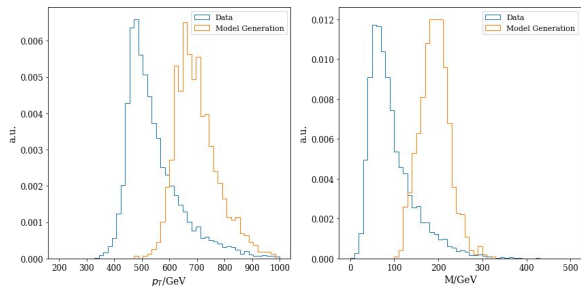 Data
Model Generation
0.006
0.005
0.004
0.003
0.002
0.001
0.000
a.u.
200 300 400 500 600 700 800 900 1000
p_T/GeV
Data
Model Generation
0.012
0.010
0.008
0.006
0.004
0.002
0.000
a.u.
0 100 200 300 400 500
M/GeV